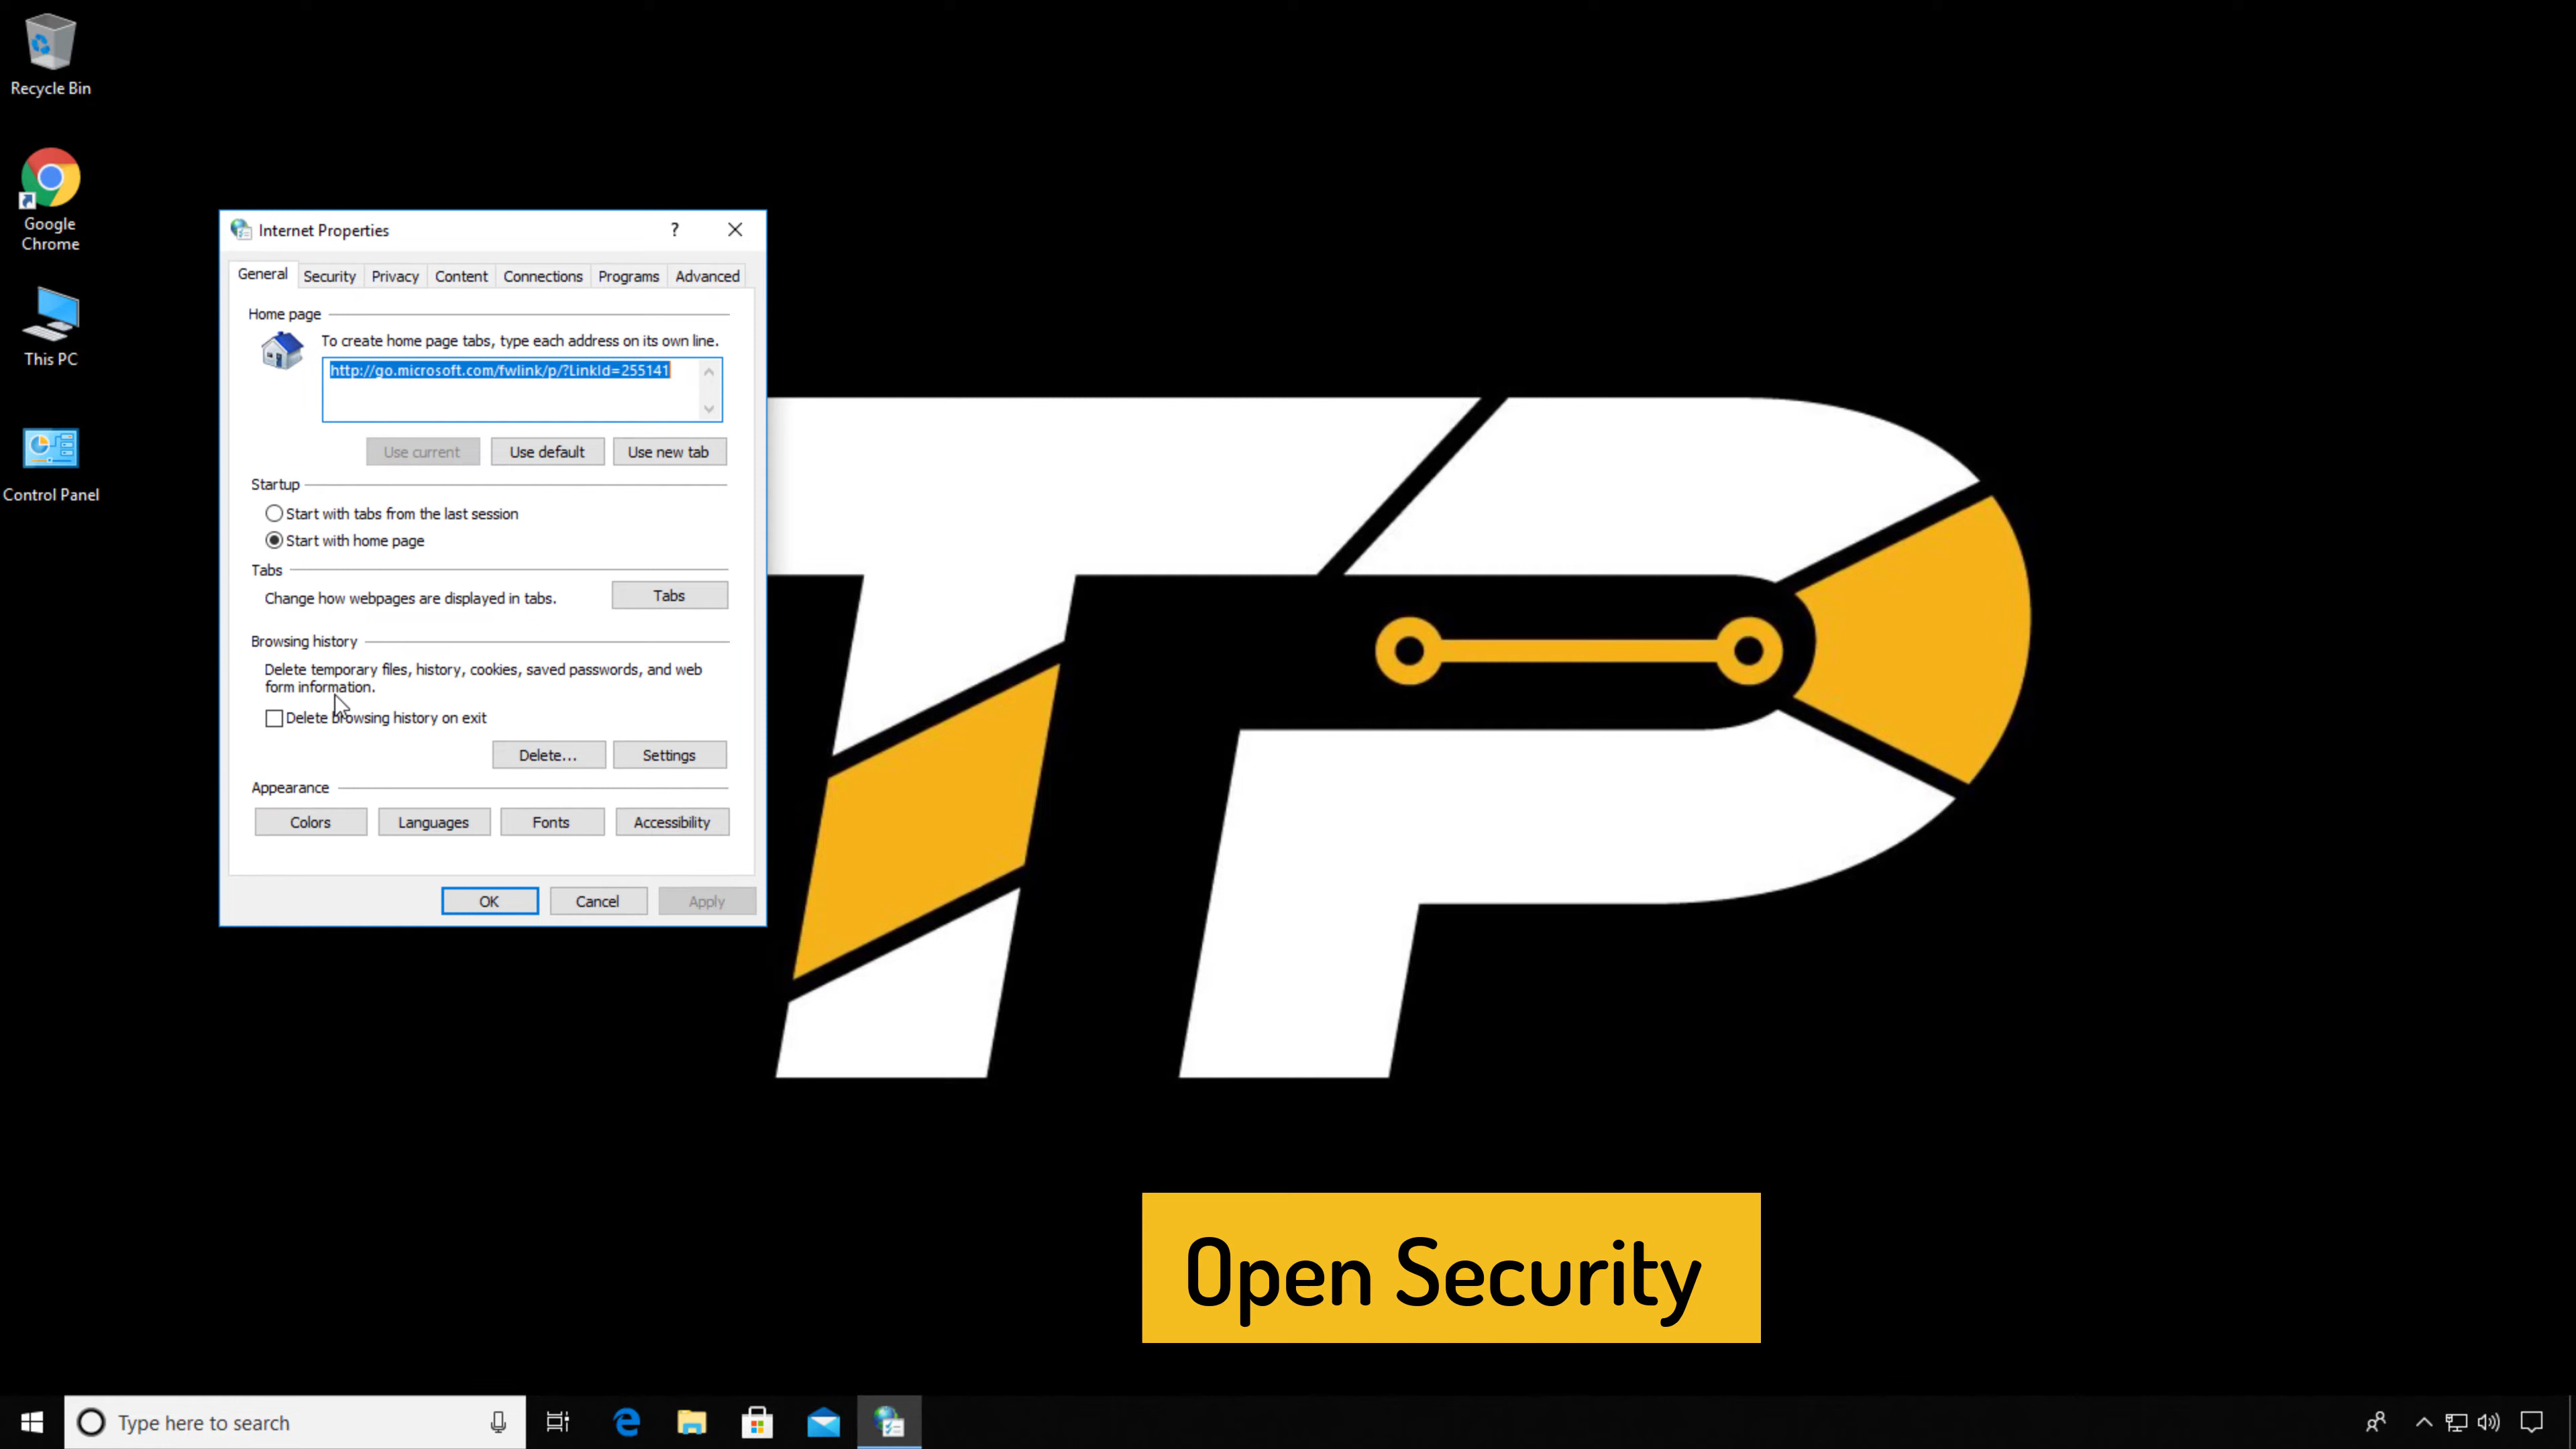 Recycle Bin
Google
Chrome
This PC
Control Panel
Internet Properties
?
General Security Privacy Content Connections Programs Advanced
Home page
To create home page tabs, type each address on its own line.
http://go.microsoft.com/fwlink/p/?LinkId=255141
Use current Use default Use new tab
Startup
Start with tabs from the last session
Start with home page
Tabs
Change how webpages are displayed in tabs. Tabs
Browsing history
Delete temporary files, history, cookies, saved passwords, and web
form information.
Delete browsing history on exit
Delete... Settings
Appearance
Colors Languages Fonts Accessibility
OK Cancel Apply
TP
Open Security
Type here to search